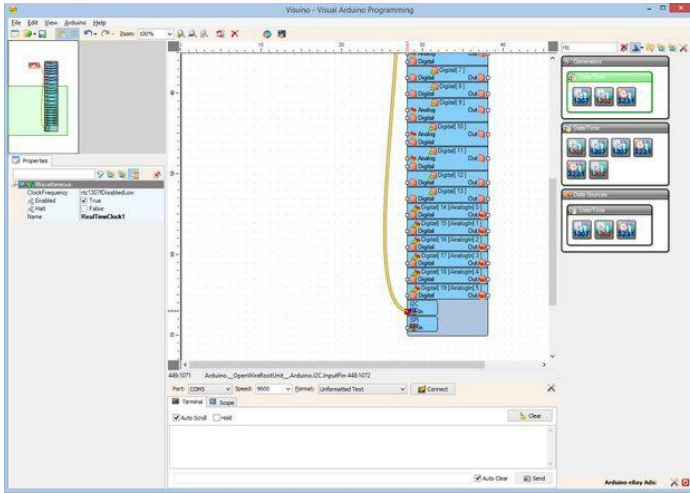 Visuino - Visual Arduino Programming
File Edit View Arduino Help
Zoom: 100%
rtc
Generators
Date/Time
Date/Time
Data Sources
Date/Time
Properties
Miscellaneous
ClockFrequency rtc1307fDisabledLow
Enabled True
Halt False
Name RealTimeClock1
Digital
Digital[ 7 ]
Digital Out
Digital[ 8 ]
Digital Out
Digital[ 9 ]
Analog Out
Digital
Digital[ 10 ]
Analog Out
Digital
Digital[ 11 ]
Analog Out
Digital
Digital[ 12 ]
Digital Out
Digital[ 13 ]
Digital Out
Digital[ 14 ]/AnalogIn[ 0 ]
Digital Out
Digital[ 15 ]/AnalogIn[ 1 ]
Digital Out
Digital[ 16 ]/AnalogIn[ 2 ]
Digital Out
Digital[ 17 ]/AnalogIn[ 3 ]
Digital Out
Digital[ 18 ]/AnalogIn[ 4 ]
Digital Out
Digital[ 19 ]/AnalogIn[ 5 ]
Digital Out
I2C
In
SPI
In
449:1071 Arduino.__OpenWireRootUnit__.Arduino.I2C.InputPin-448:1072
Port: COM5 Speed: 9600 Format: Unformatted Text Connect
Terminal Scope
Auto Scroll Hold Clear
Auto Clear Send
Arduino eBay Ads: